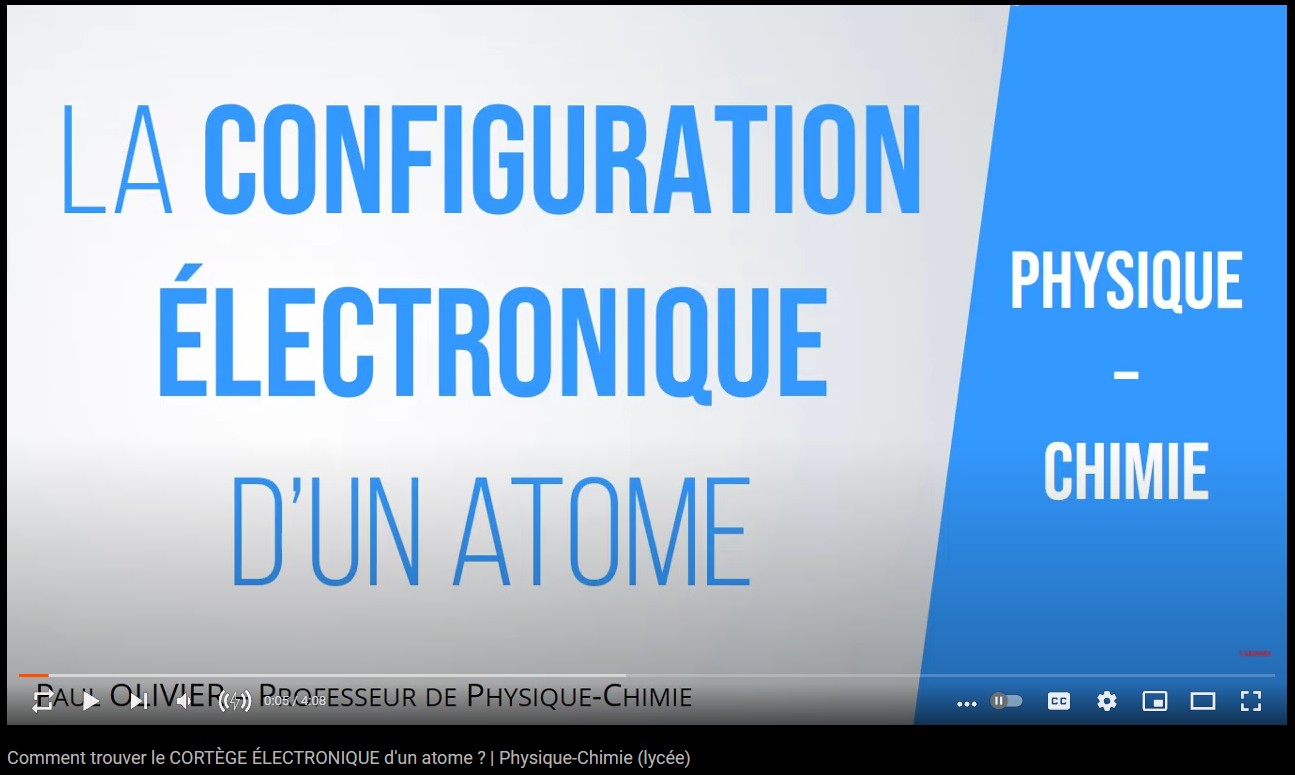 LA CONFIGURATION
ÉLECTRONIQUE
D'UN ATOME
PHYSIQUE
–
CHIMIE
PAUL OLIVIER – PROFESSEUR DE PHYSIQUE-CHIMIE
0:05 / 4:08
CC
Comment trouver le CORTÈGE ÉLECTRONIQUE d'un atome ? | Physique-Chimie (lycée)